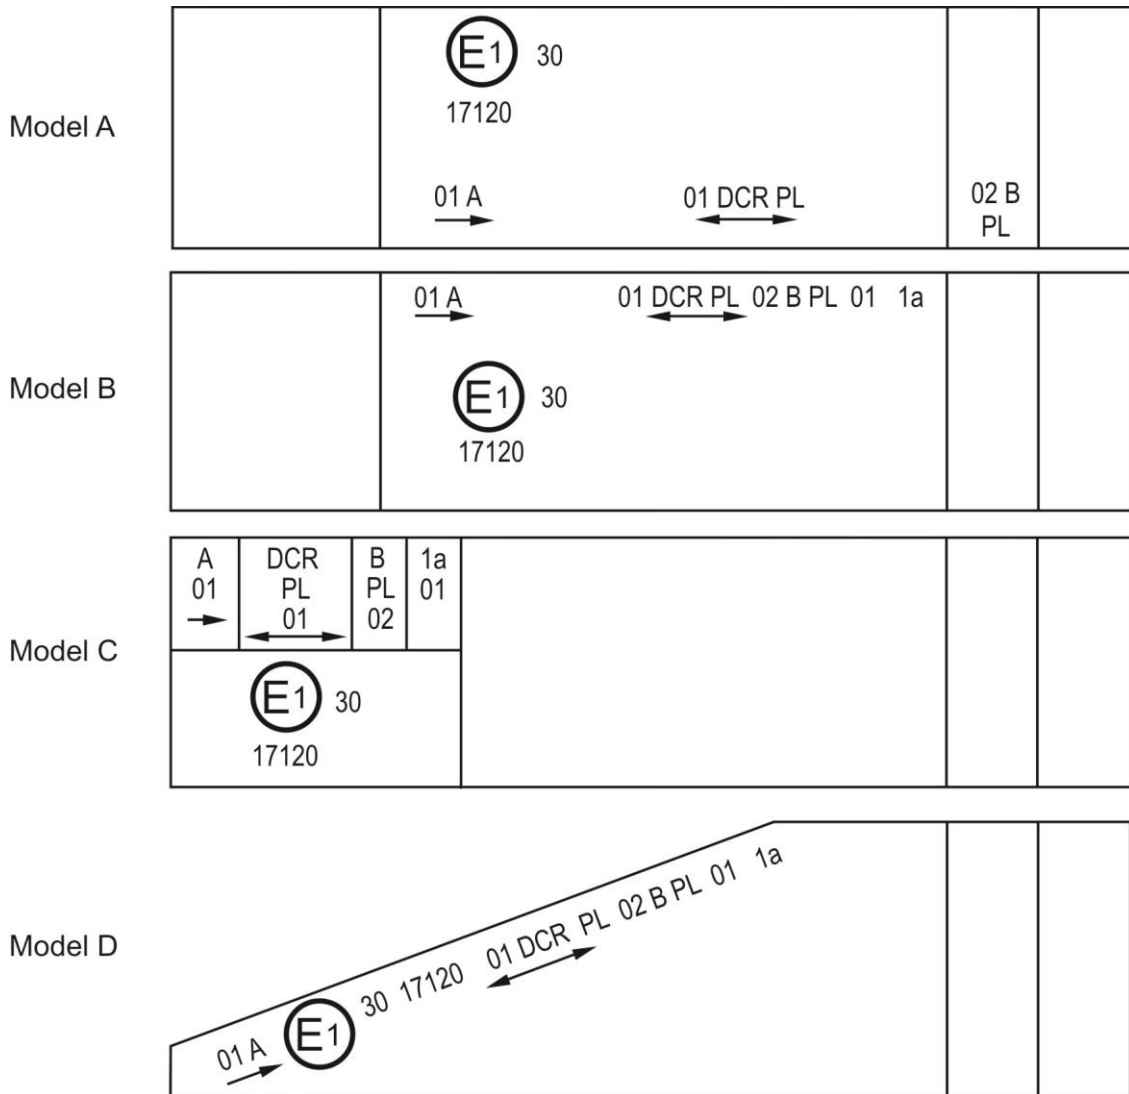 Model A
E1 30
17120
01 A 01 DCR PL 02 B
PL
Model B
01 A 01 DCR PL 02 B PL 01 1a
E1 30
17120
Model C
A DCR B 1a
01 PL PL 01
01 02
E1 30
17120
Model D
01 A E1 30 17120 01 DCR PL 02 B PL 01 1a